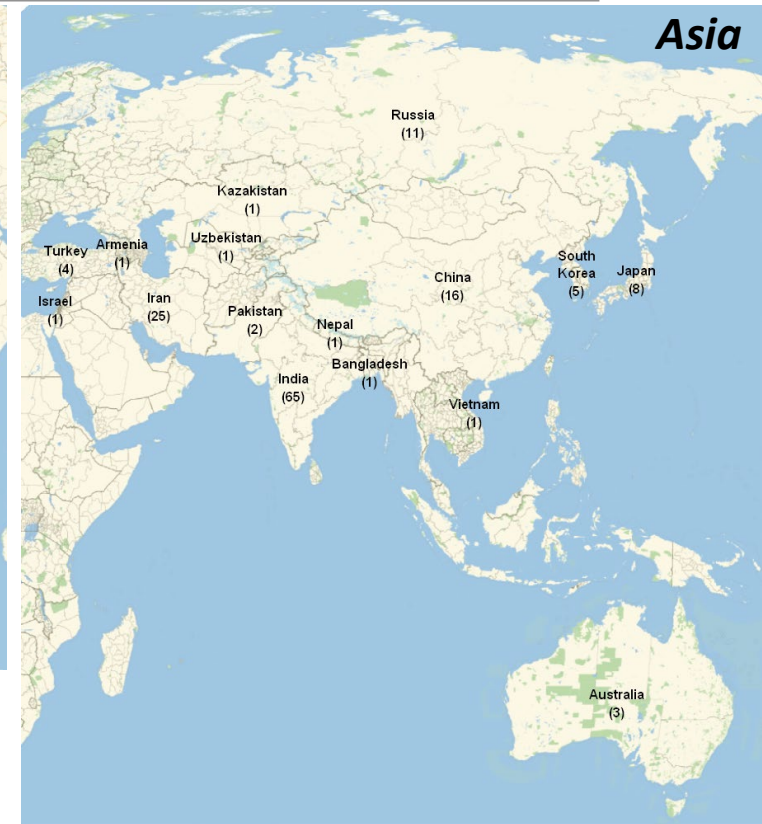 Asia
Russia
(11)
Kazakistan
(1)
Uzbekistan
(1)
Armenia
(1)
Turkey
(4)
South
Korea
(5)
Japan
(8)
China
(16)
Iran
(25)
Israel
(1)
Pakistan
(2)
Nepal
(1)
Bangladesh
(1)
India
(65)
Vietnam
(1)
Australia
(3)